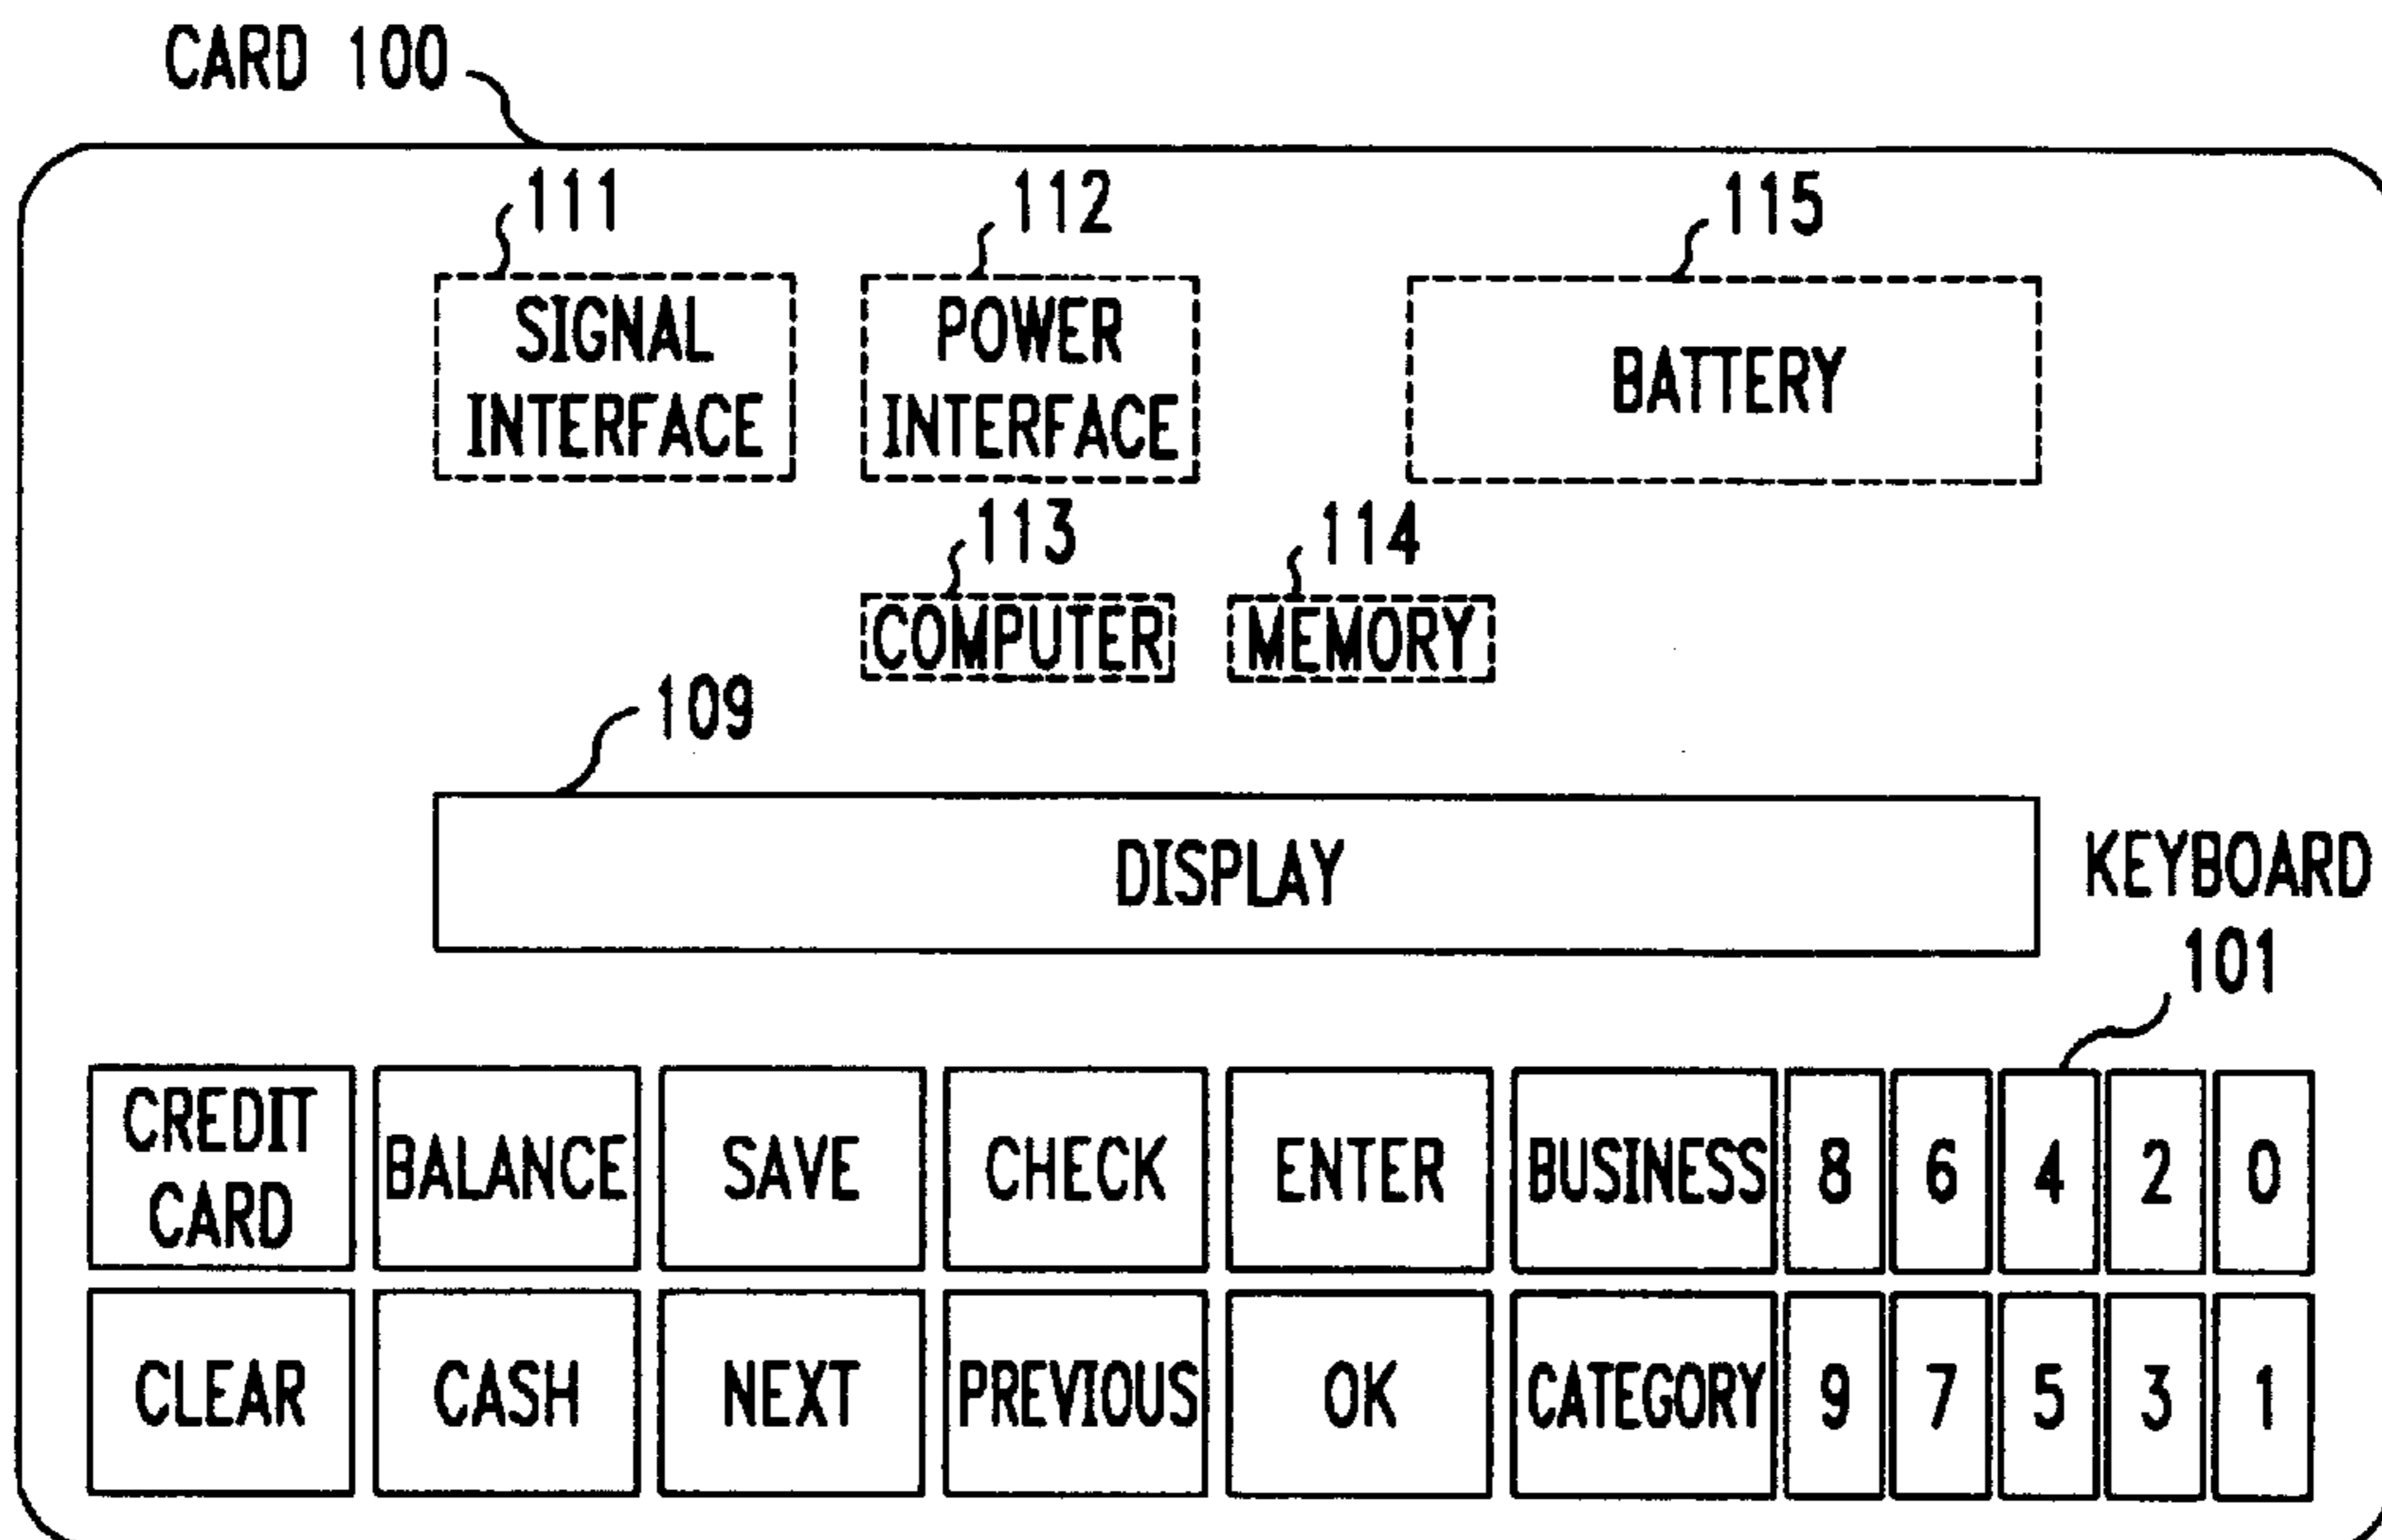 CARD 100
111
112
115
SIGNAL
INTERFACE
POWER
INTERFACE
BATTERY
113
114
COMPUTER
MEMORY
109
DISPLAY
KEYBOARD
101
CREDIT
CARD
BALANCE
SAVE
CHECK
ENTER
BUSINESS
8
6
4
2
0
CLEAR
CASH
NEXT
PREVIOUS
OK
CATEGORY
9
7
5
3
1